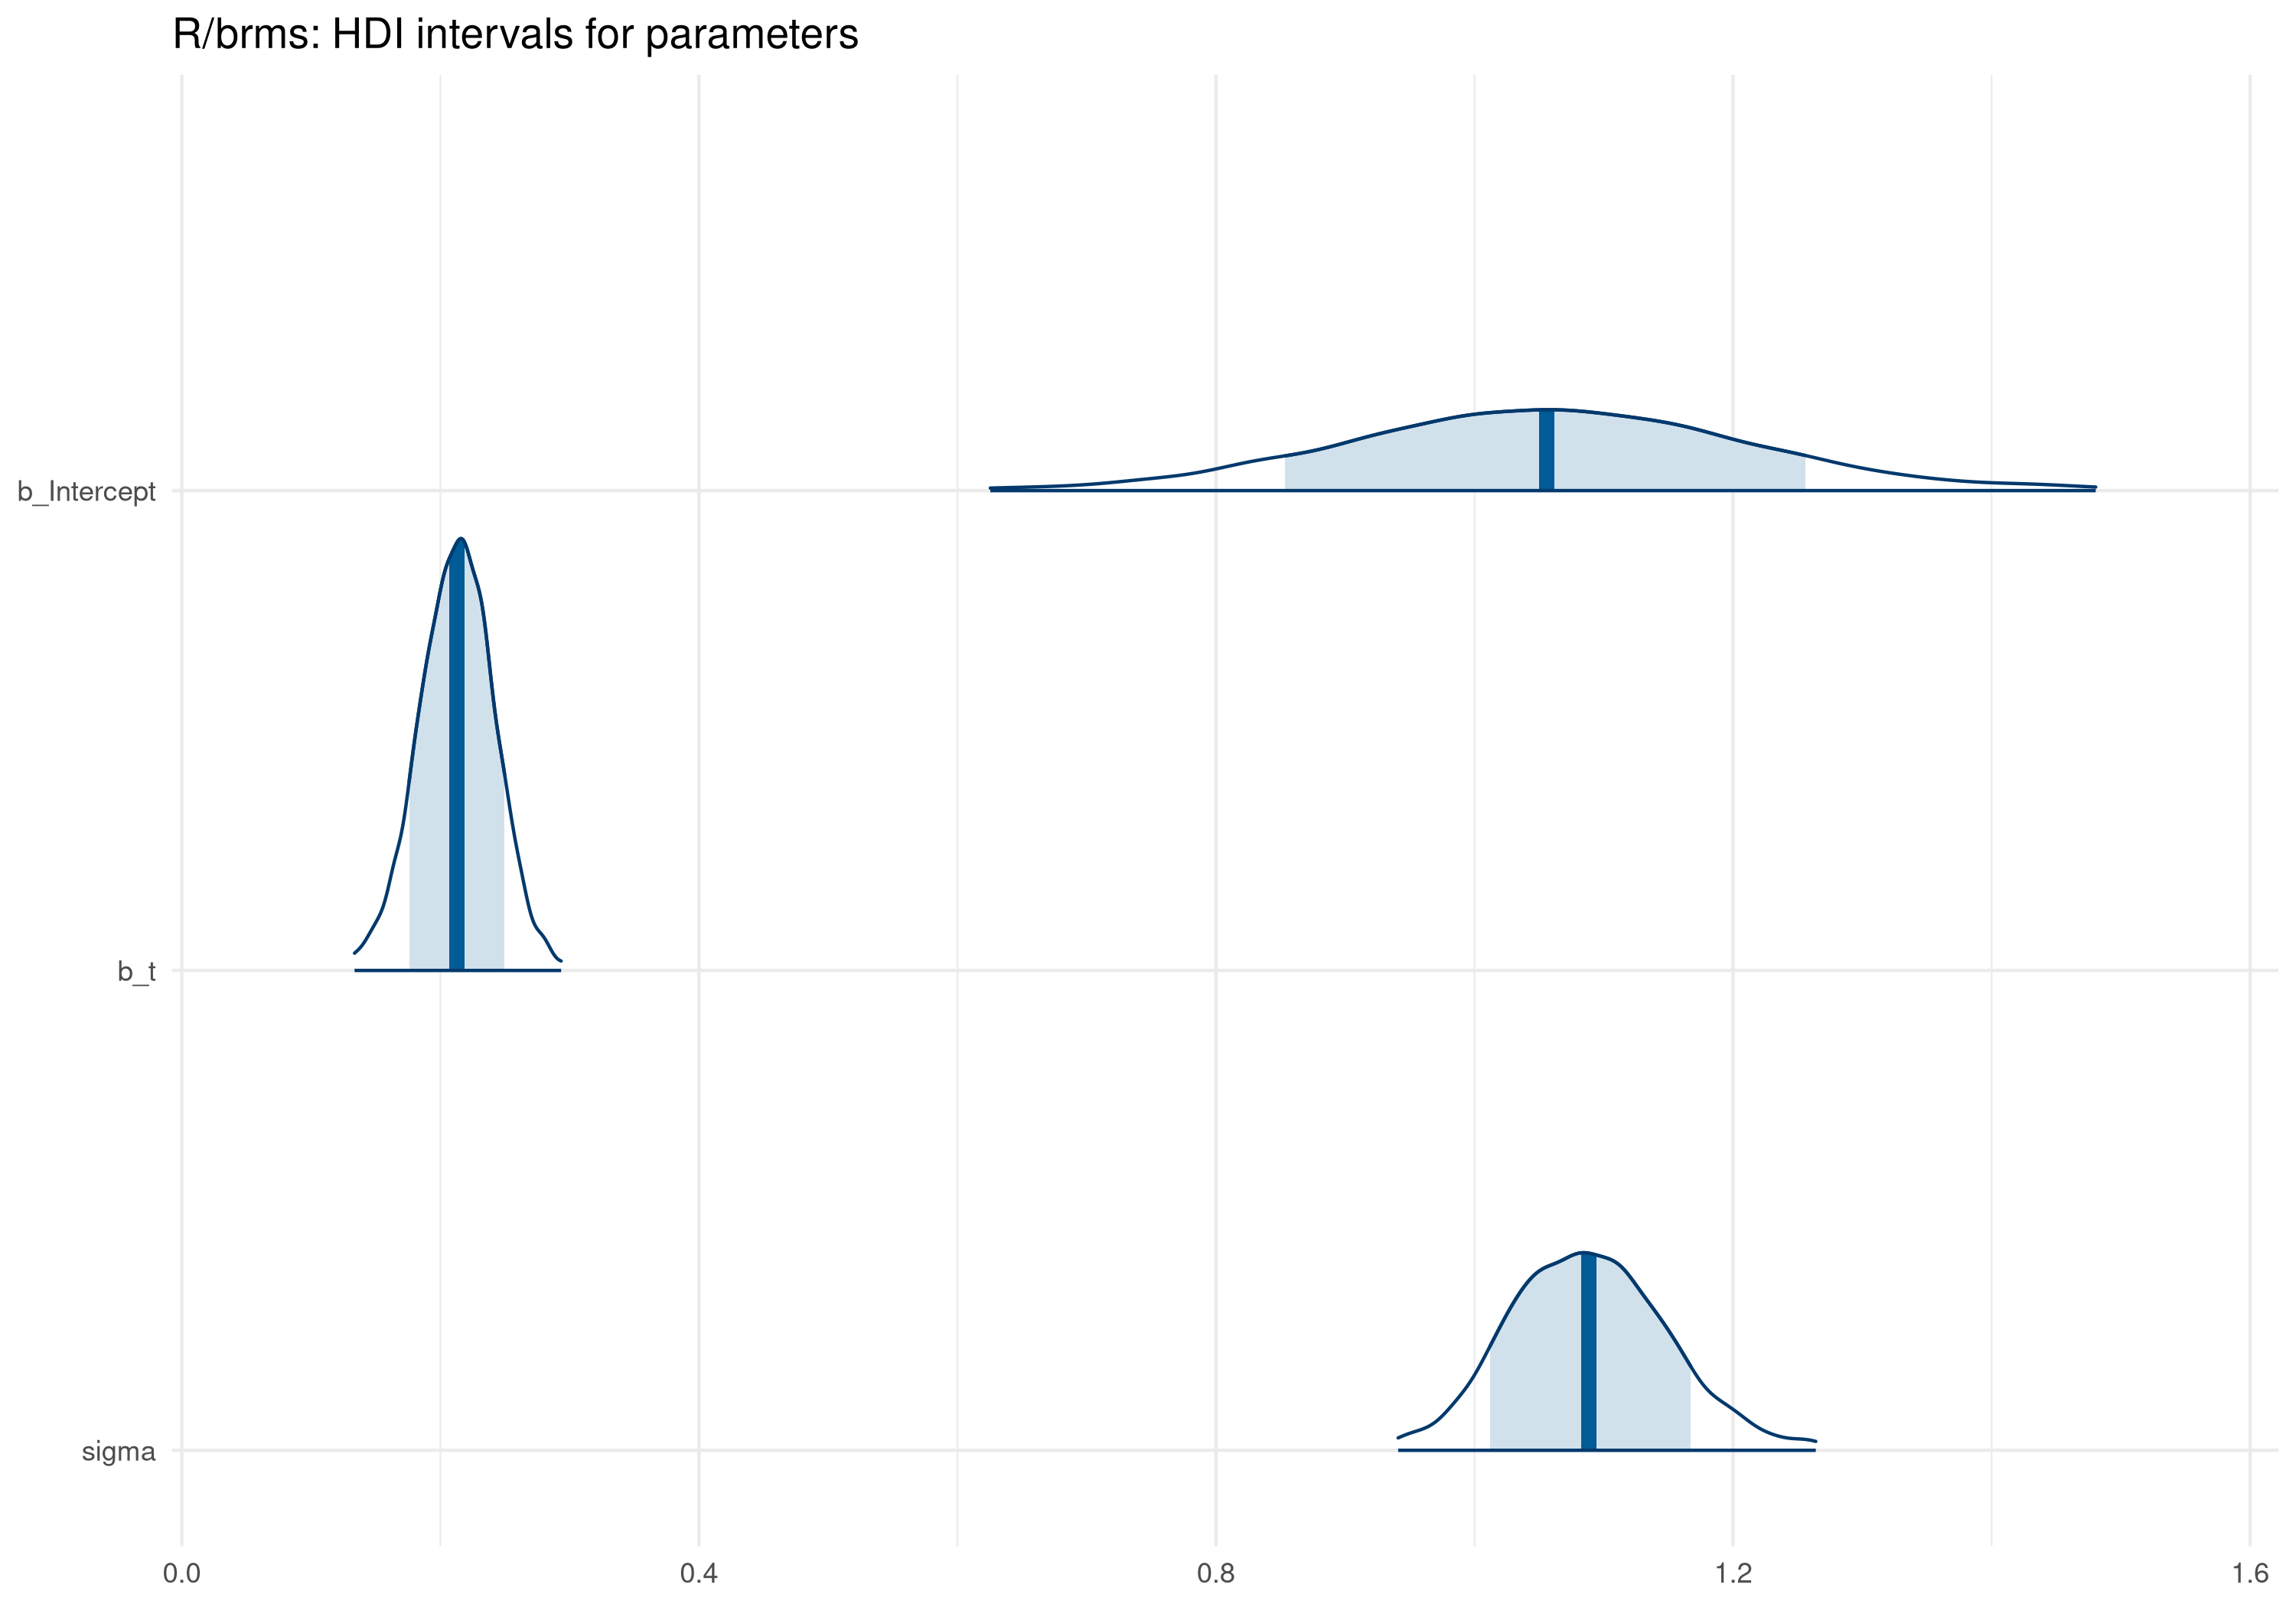 R/brms: HDI intervals for parameters
b_Intercept
b_t
sigma
0.0 0.4 0.8 1.2 1.6